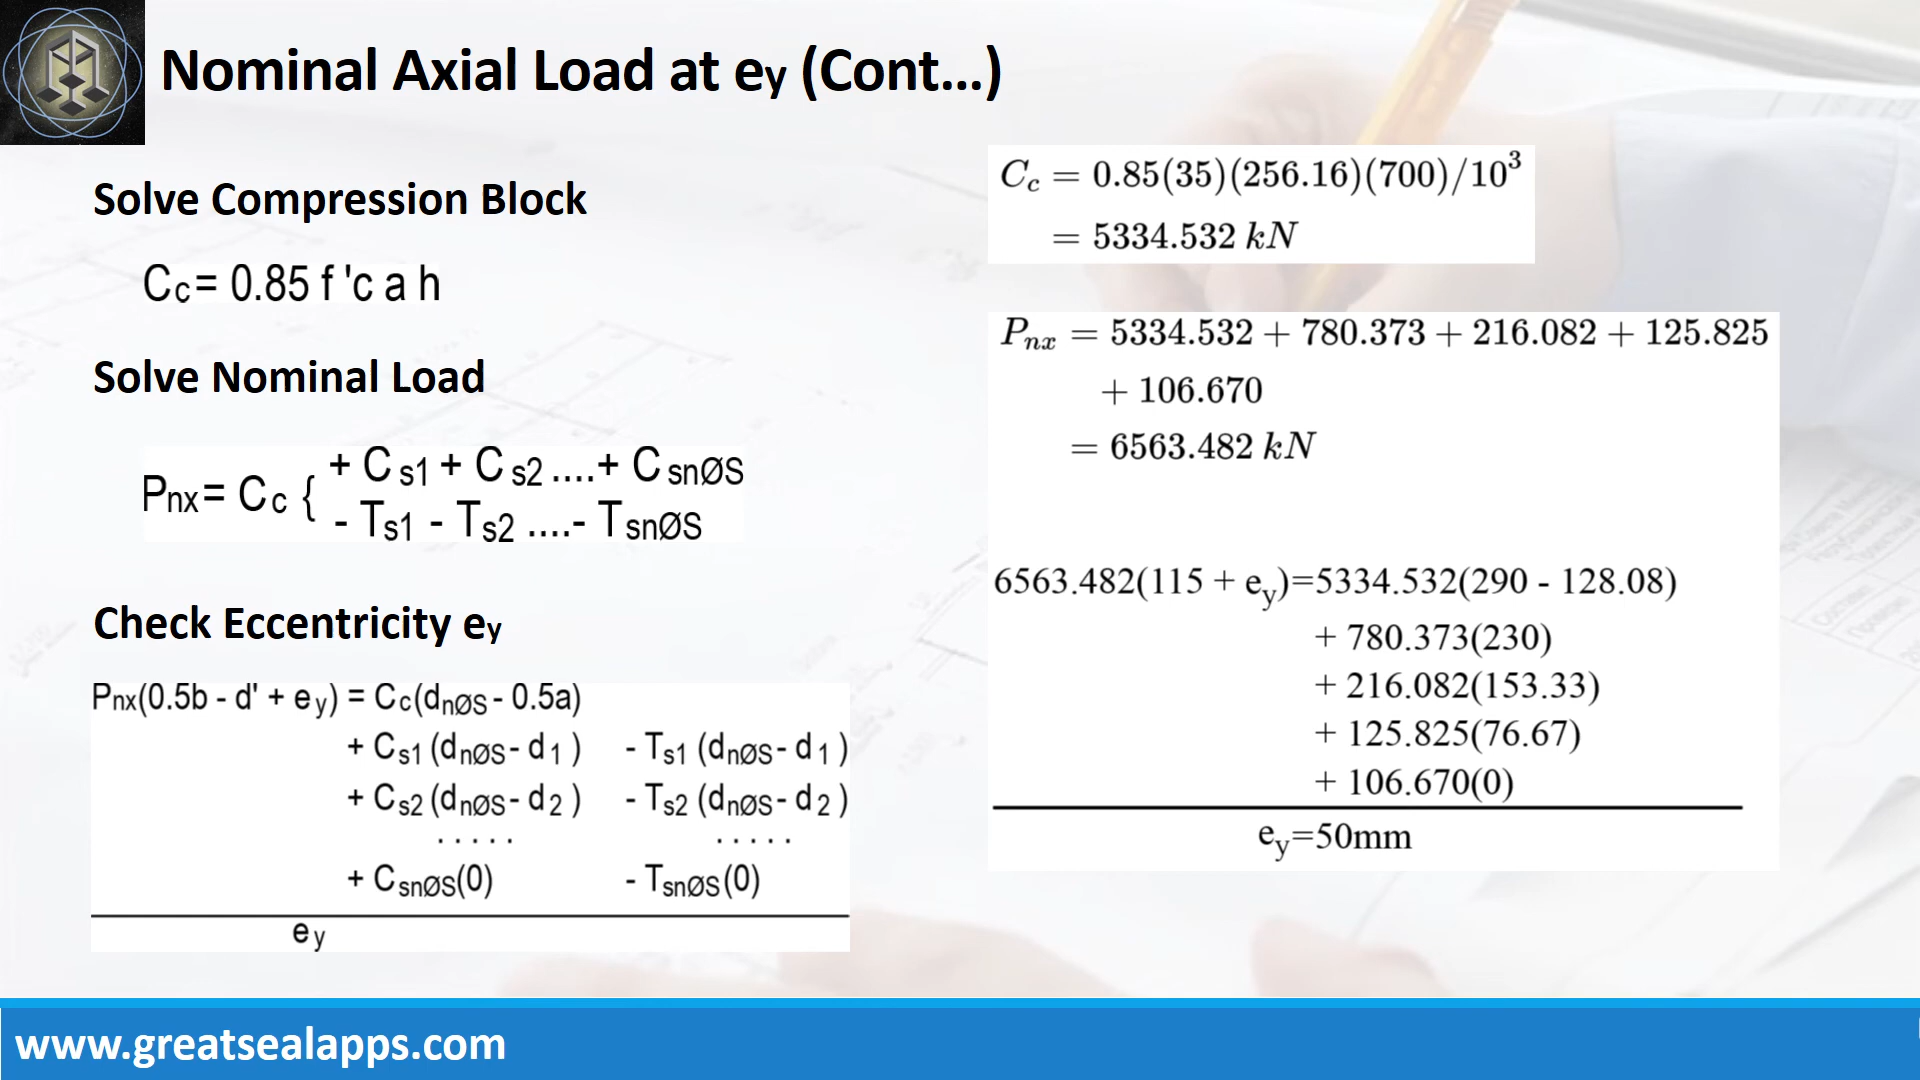 Nominal Axial Load at ey (Cont...)
Solve Compression Block
Cc= 0.85 f 'c a h
Solve Nominal Load
Pnx= Cc { + Cs1 + Cs2 ....+ CsnØS
- Ts1 - Ts2 ....- TsnØS
Check Eccentricity ey
Pnx(0.5b - d' + ey) = Cc(dnØS - 0.5a)
+ Cs1 (dnØS - d1 ) - Ts1 (dnØS - d1 )
+ Cs2 (dnØS - d2 ) - Ts2 (dnØS - d2 )
..... .....
+ CsnØS(0) - TsnØS(0)
ey
Cc = 0.85(35)(256.16)(700)/10³
= 5334.532 kN
Pnx = 5334.532 + 780.373 + 216.082 + 125.825
+ 106.670
= 6563.482 kN
6563.482(115 + ey)=5334.532(290 - 128.08)
+ 780.373(230)
+ 216.082(153.33)
+ 125.825(76.67)
+ 106.670(0)
ey=50mm
www.greatsealapps.com